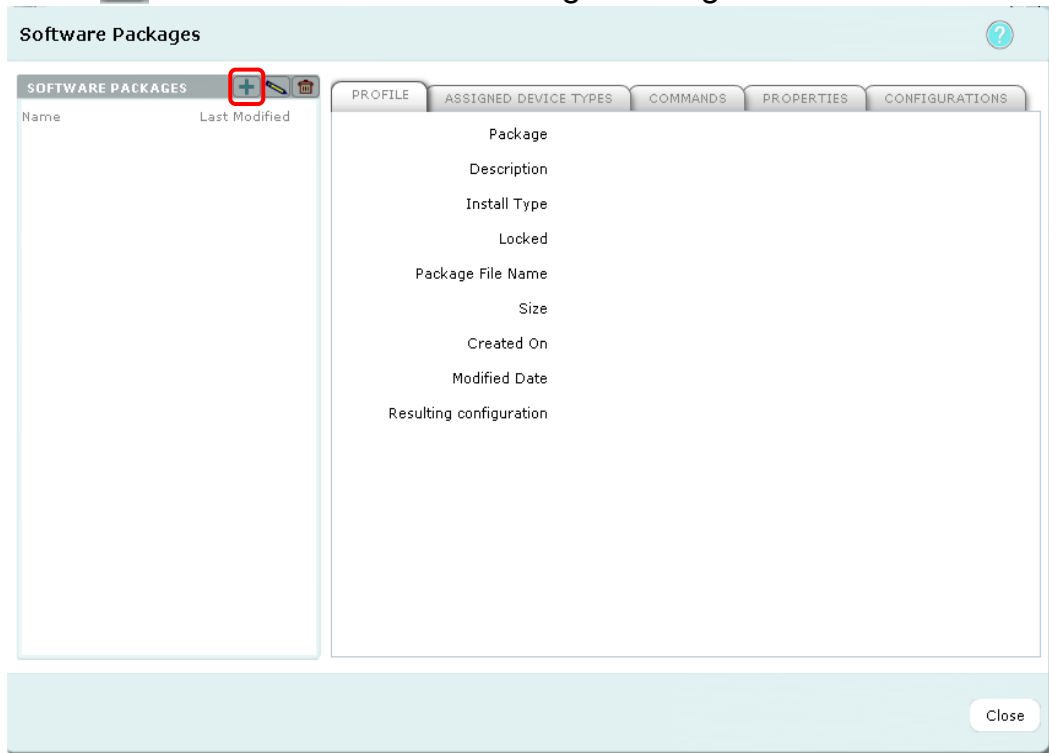 Software Packages
?
SOFTWARE PACKAGES
Name Last Modified
PROFILE ASSIGNED DEVICE TYPES COMMANDS PROPERTIES CONFIGURATIONS
Package
Description
Install Type
Locked
Package File Name
Size
Created On
Modified Date
Resulting configuration
Close